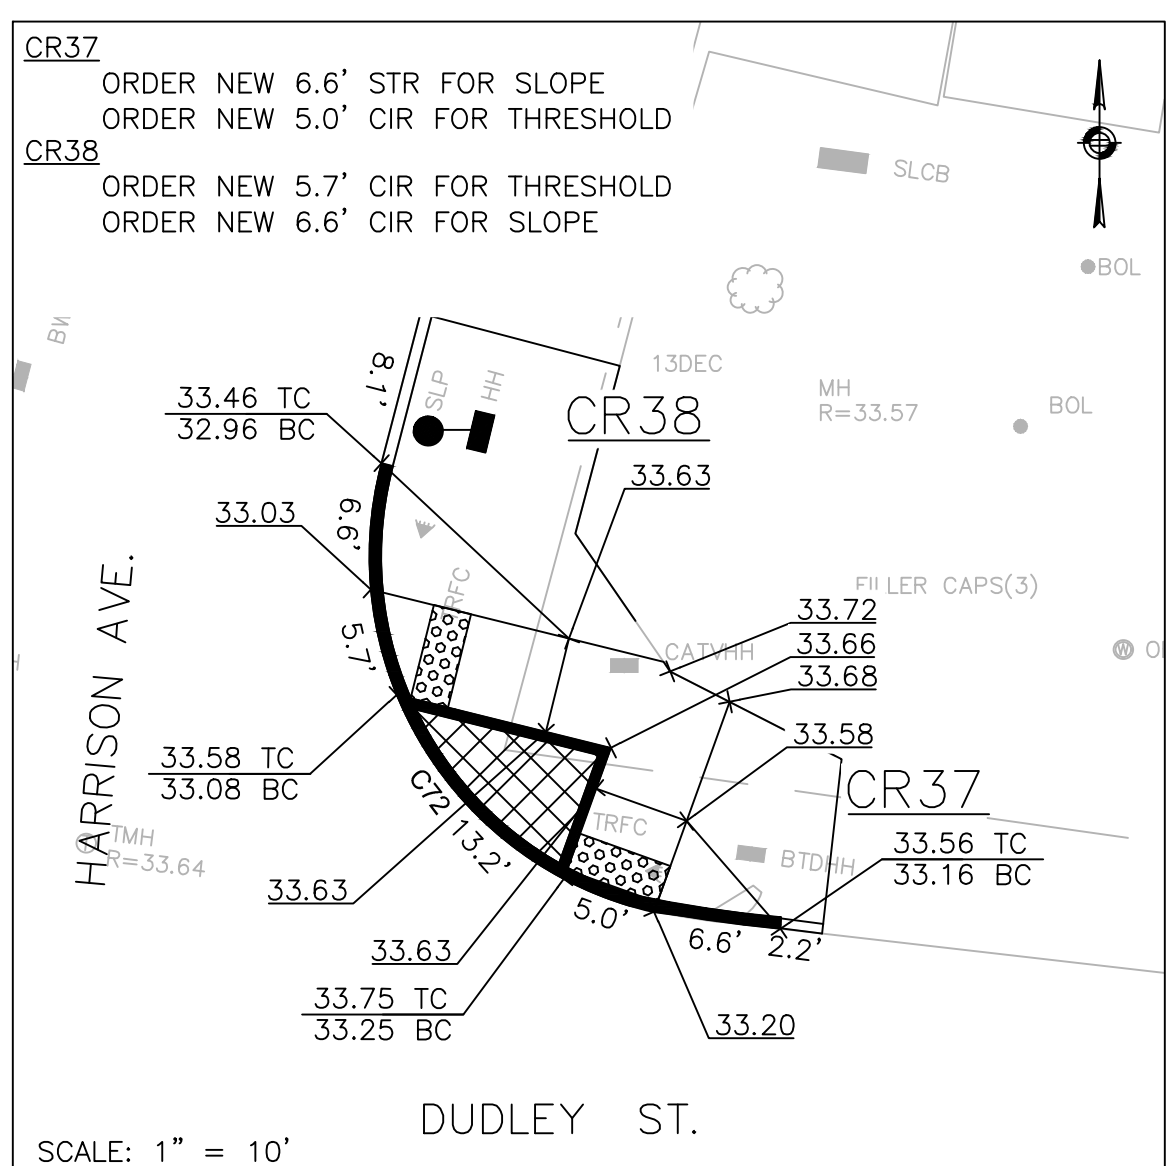 CR37
ORDER NEW 6.6' STR FOR SLOPE
ORDER NEW 5.0' CIR FOR THRESHOLD
CR38
ORDER NEW 5.7' CIR FOR THRESHOLD
ORDER NEW 6.6' CIR FOR SLOPE
SLCB
BOL
13DEC
MH
R=33.57
BOL
8.1'
SLP
HH
33.46 TC
32.96 BC
CR38
33.63
33.03
6.6'
TRFC
FILLER CAPS(3)
33.72
33.66
33.68
CATVHH
5.7'
HARRISON AVE.
33.58
33.58 TC
33.08 BC
CR37
C72 13.2'
TRFC
TMH
R=33.64
BTDHH
33.56 TC
33.16 BC
33.63
5.0'
6.6'
2.2'
33.63
33.75 TC
33.25 BC
33.20
DUDLEY ST.
SCALE: 1" = 10'